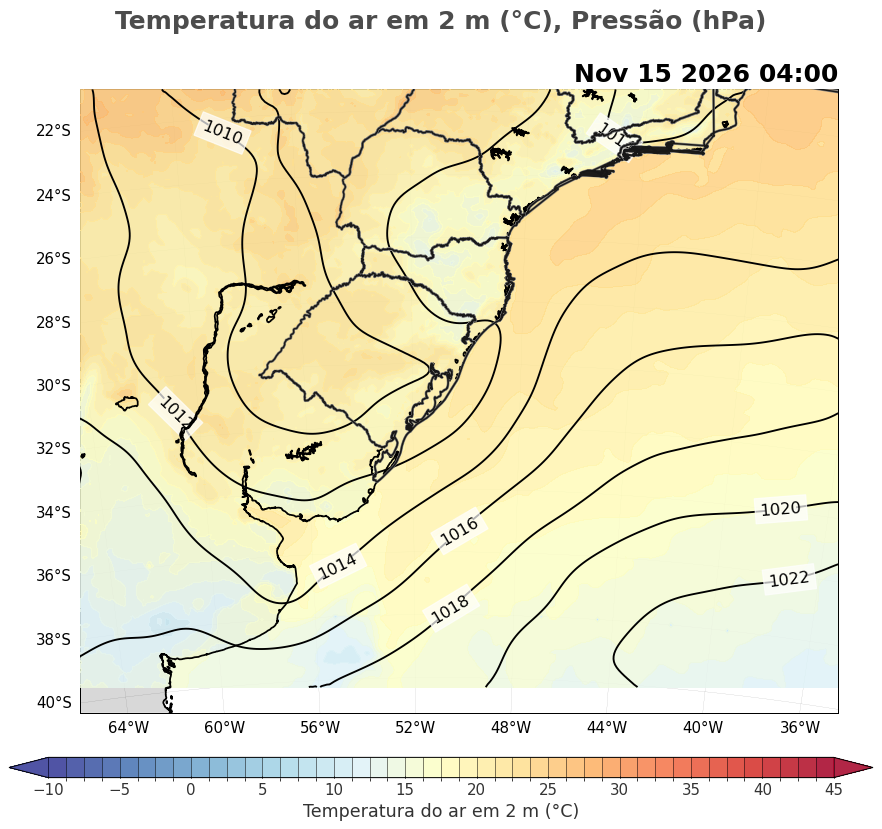 Temperatura do ar em 2 m (°C), Pressão (hPa)
Nov 15 2026 04:00
22°S
24°S
26°S
28°S
30°S
32°S
34°S
36°S
38°S
40°S
1010
101
1012
1014
1016
1018
1020
1022
64°W 60°W 56°W 52°W 48°W 44°W 40°W 36°W
−10 −5 0 5 10 15 20 25 30 35 40 45
Temperatura do ar em 2 m (°C)